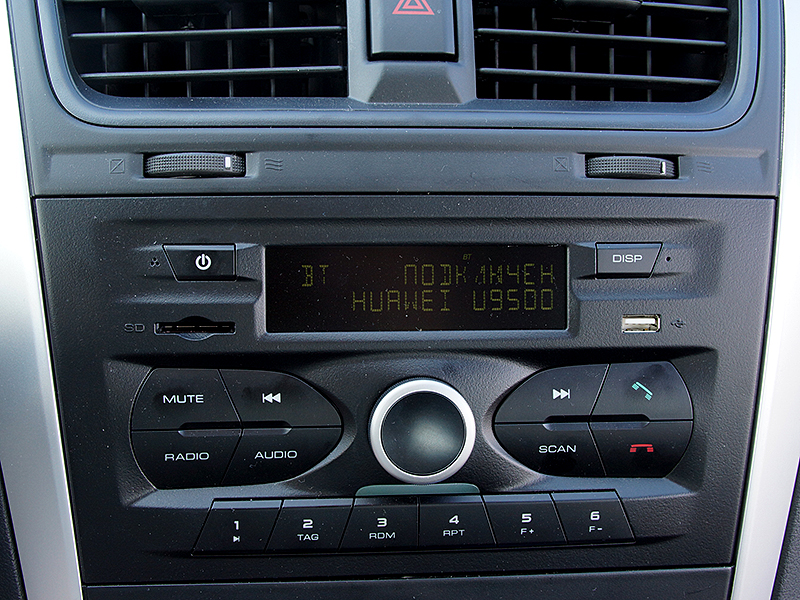 DISP
BT
BT ПОДКЛЮЧЕН
HUAWEI U9500
SD
MUTE
RADIO AUDIO
SCAN
1 2 3 4 5 6
TAG RDM RPT F+ F-